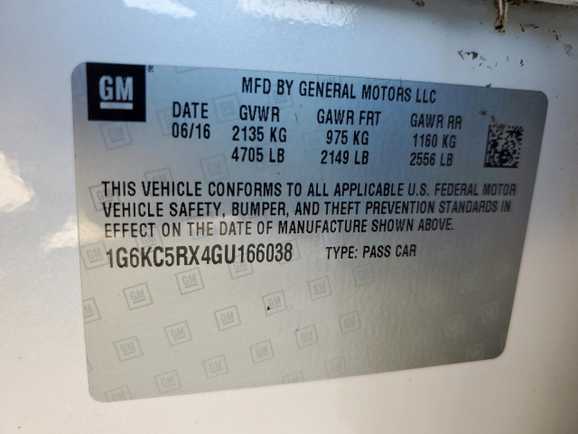 GM
MFD BY GENERAL MOTORS LLC
DATE GVWR GAWR FRT GAWR RR
06/16 2135 KG 975 KG 1160 KG
4705 LB 2149 LB 2556 LB
THIS VEHICLE CONFORMS TO ALL APPLICABLE U.S. FEDERAL MOTOR
VEHICLE SAFETY, BUMPER, AND THEFT PREVENTION STANDARDS IN
EFFECT ON THE DATE OF MANUFACTURE SHOWN ABOVE.
1G6KC5RX4GU166038 TYPE: PASS CAR